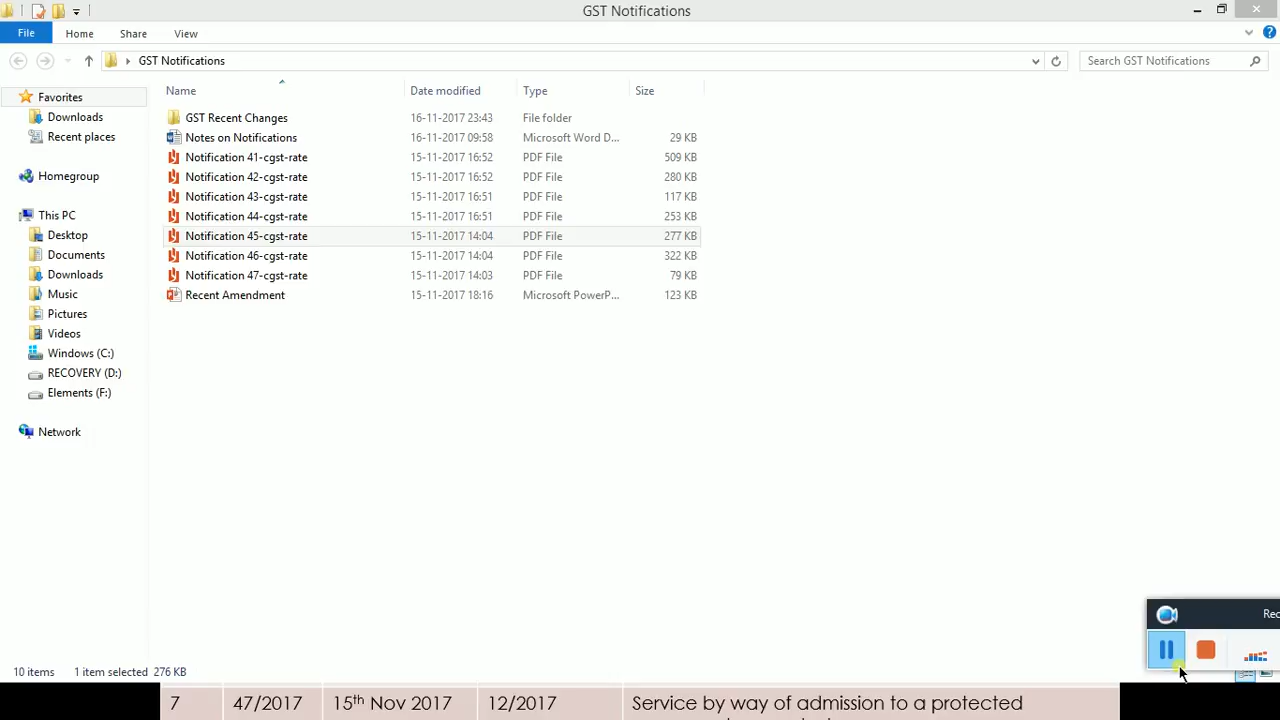 GST Notifications
File Home Share View
GST Notifications Search GST Notifications
Name Date modified Type Size
Favorites
Downloads
Recent places
Homegroup
This PC
Desktop
Documents
Downloads
Music
Pictures
Videos
Windows (C:)
RECOVERY (D:)
Elements (F:)
Network
GST Recent Changes 16-11-2017 23:43 File folder
Notes on Notifications 16-11-2017 09:58 Microsoft Word D... 29 KB
Notification 41-cgst-rate 15-11-2017 16:52 PDF File 509 KB
Notification 42-cgst-rate 15-11-2017 16:52 PDF File 280 KB
Notification 43-cgst-rate 15-11-2017 16:51 PDF File 117 KB
Notification 44-cgst-rate 15-11-2017 16:51 PDF File 253 KB
Notification 45-cgst-rate 15-11-2017 14:04 PDF File 277 KB
Notification 46-cgst-rate 15-11-2017 14:04 PDF File 322 KB
Notification 47-cgst-rate 15-11-2017 14:03 PDF File 79 KB
Recent Amendment 15-11-2017 18:16 Microsoft PowerP... 123 KB
Rec
10 items 1 item selected 276 KB
7 47/2017 15th Nov 2017 12/2017 Service by way of admission to a protected